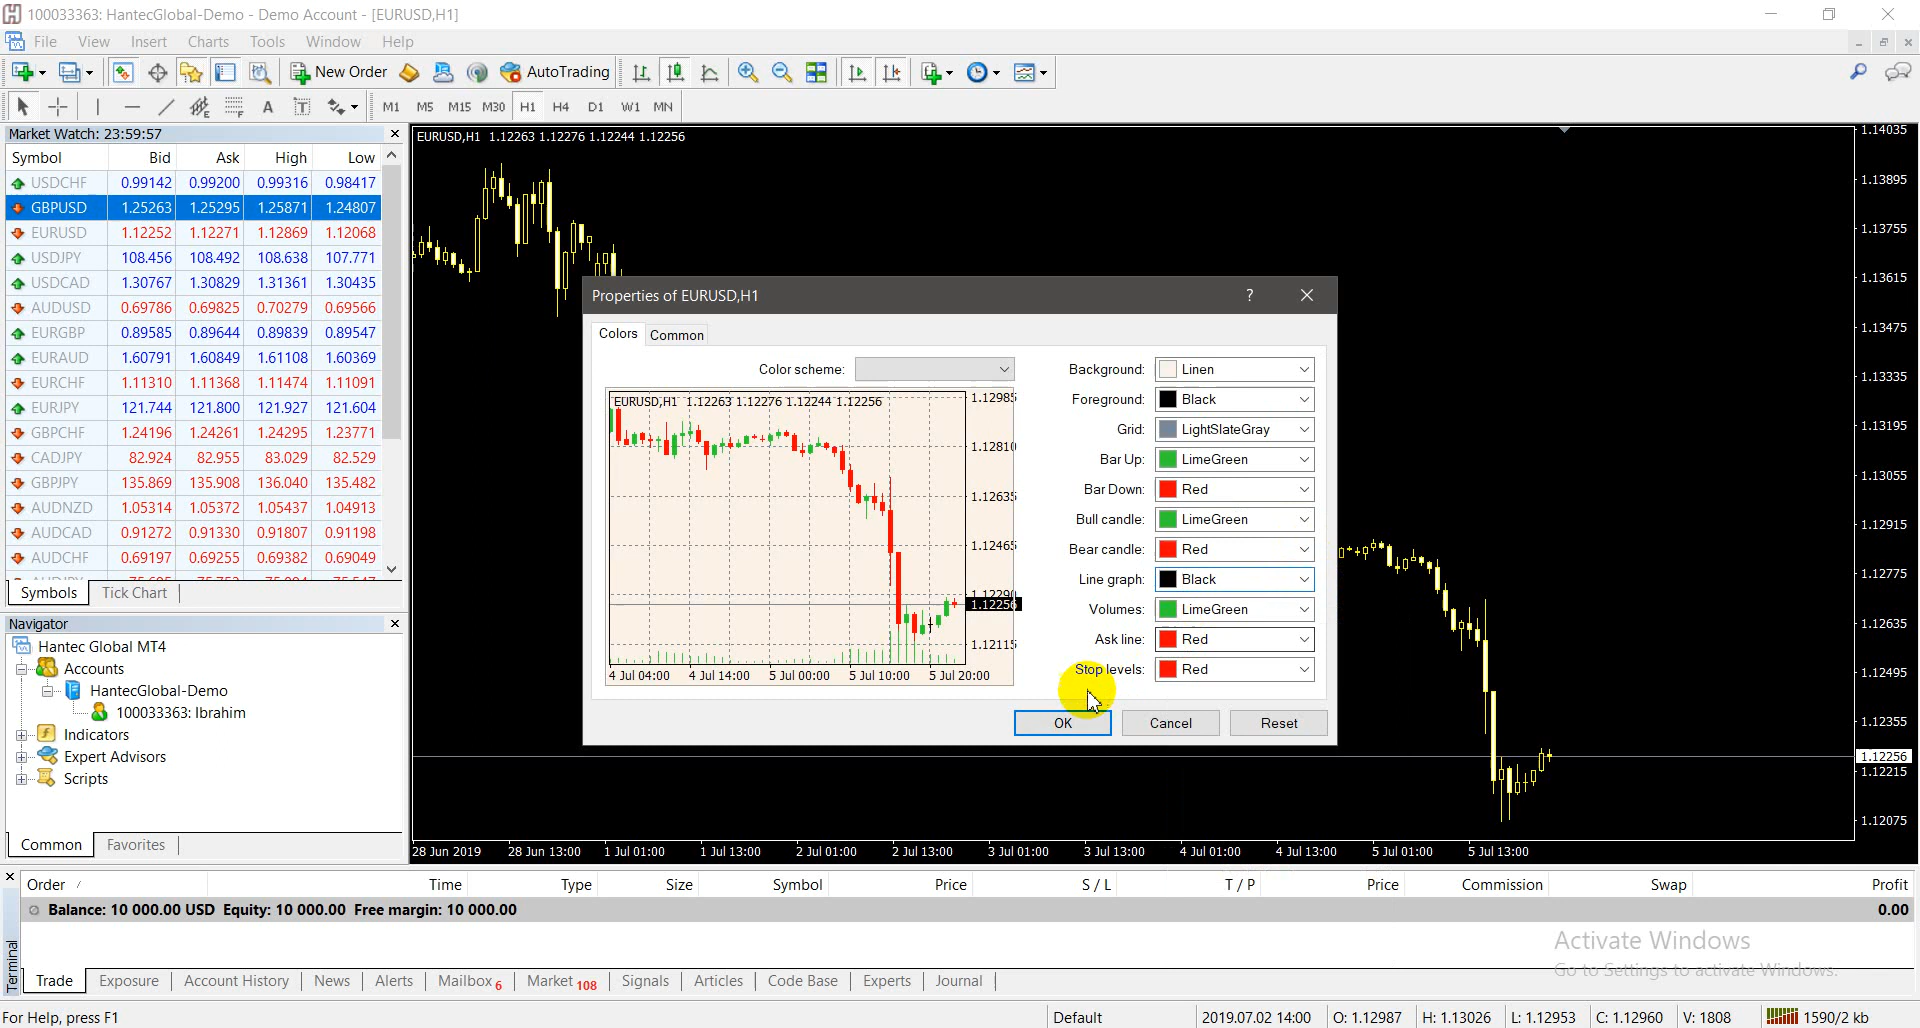 100033363: HantecGlobal-Demo - Demo Account - [EURUSD,H1]
File View Insert Charts Tools Window Help
New Order AutoTrading
A T M1 M5 M15 M30 H1 H4 D1 W1 MN
Market Watch: 23:59:57
Symbol Bid Ask High Low
USDCHF 0.99142 0.99200 0.99316 0.98417
GBPUSD 1.25263 1.25295 1.25871 1.24807
EURUSD 1.12252 1.12271 1.12869 1.12068
USDJPY 108.456 108.492 108.638 107.771
USDCAD 1.30767 1.30829 1.31361 1.30435
AUDUSD 0.69786 0.69825 0.70279 0.69566
EURGBP 0.89585 0.89644 0.89839 0.89547
EURAUD 1.60791 1.60849 1.61108 1.60369
EURCHF 1.11310 1.11368 1.11474 1.11091
EURJPY 121.744 121.800 121.927 121.604
GBPCHF 1.24196 1.24261 1.24295 1.23771
CADJPY 82.924 82.955 83.029 82.529
GBPJPY 135.869 135.908 136.040 135.482
AUDNZD 1.05314 1.05372 1.05437 1.04913
AUDCAD 0.91272 0.91330 0.91807 0.91198
AUDCHF 0.69197 0.69255 0.69382 0.69049
Symbols Tick Chart
Navigator
Hantec Global MT4
Accounts
HantecGlobal-Demo
100033363: Ibrahim
Indicators
Expert Advisors
Scripts
Common Favorites
EURUSD,H1 1.12263 1.12276 1.12244 1.12256
1.14035
1.13895
1.13755
1.13615
1.13475
1.13335
1.13195
1.13055
1.12915
1.12775
1.12635
1.12495
1.12355
1.12256
1.12215
1.12075
28 Jun 2019 28 Jun 13:00 1 Jul 01:00 1 Jul 13:00 2 Jul 01:00 2 Jul 13:00 3 Jul 01:00 3 Jul 13:00 4 Jul 01:00 4 Jul 13:00 5 Jul 01:00 5 Jul 13:00
Properties of EURUSD,H1 ?
Colors Common
Color scheme:
EURUSD,H1 1.12263 1.12276 1.12244 1.12256
1.12985
1.12810
1.12635
1.12465
1.12290
1.12256
1.12115
4 Jul 04:00 4 Jul 14:00 5 Jul 00:00 5 Jul 10:00 5 Jul 20:00
Background: Linen
Foreground: Black
Grid: LightSlateGray
Bar Up: LimeGreen
Bar Down: Red
Bull candle: LimeGreen
Bear candle: Red
Line graph: Black
Volumes: LimeGreen
Ask line: Red
Stop levels: Red
OK Cancel Reset
Terminal
Order / Time Type Size Symbol Price S / L T / P Price Commission Swap Profit
Balance: 10 000.00 USD Equity: 10 000.00 Free margin: 10 000.00 0.00
Activate Windows
Go to Settings to activate Windows.
Trade Exposure Account History News Alerts Mailbox 6 Market 108 Signals Articles Code Base Experts Journal
For Help, press F1 Default 2019.07.02 14:00 O: 1.12987 H: 1.13026 L: 1.12953 C: 1.12960 V: 1808 1590/2 kb